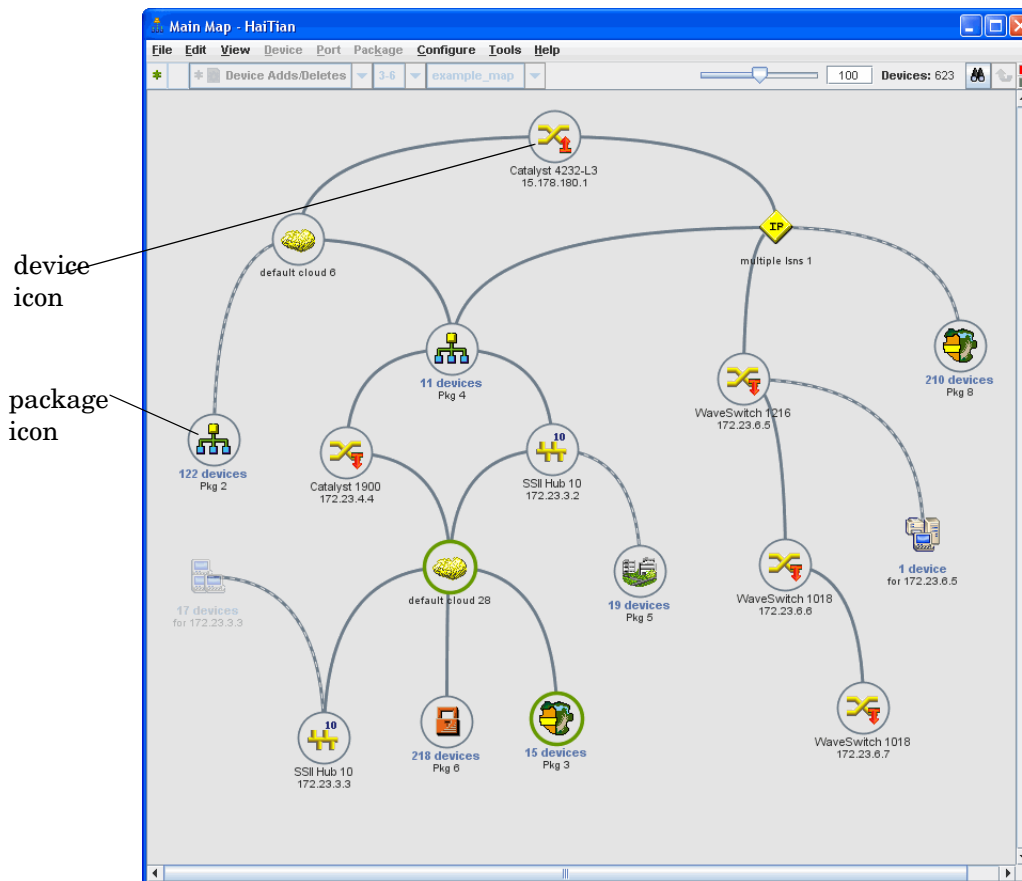 Main Map - HaiTian
File Edit View Device Port Package Configure Tools Help
Device Adds/Deletes 3-6 example_map 100 Devices: 623
Catalyst 4232-L3
15.178.180.1
IP
multiple lsns 1
default cloud 6
device
icon
11 devices
Pkg 4
210 devices
Pkg 8
package
icon
WaveSwitch 1216
172.23.6.5
122 devices
Pkg 2
Catalyst 1900
172.23.4.4
10
SSII Hub 10
172.23.3.2
1 device
for 172.23.6.5
default cloud 28
17 devices
for 172.23.3.3
19 devices
Pkg 5
WaveSwitch 1018
172.23.6.6
10
SSII Hub 10
172.23.3.3
218 devices
Pkg 6
15 devices
Pkg 3
WaveSwitch 1018
172.23.6.7